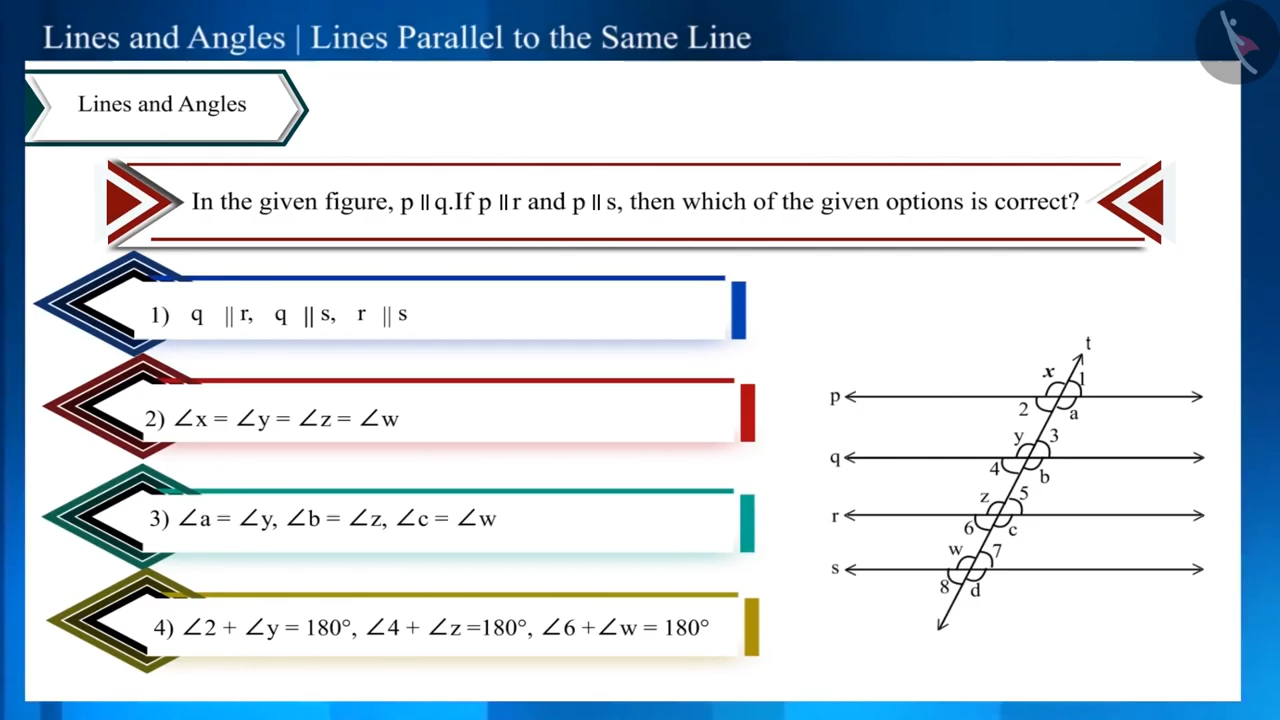 Lines and Angles | Lines Parallel to the Same Line
Lines and Angles
In the given figure, p || q.If p || r and p || s, then which of the given options is correct?
1) q || r, q || s, r || s
2) ∠x = ∠y = ∠z = ∠w
3) ∠a = ∠y, ∠b = ∠z, ∠c = ∠w
4) ∠2 + ∠y = 180°, ∠4 + ∠z =180°, ∠6 +∠w = 180°
t
x 1
p
2 a
y 3
q
4 b
z 5
r
6 c
w 7
s
8 d